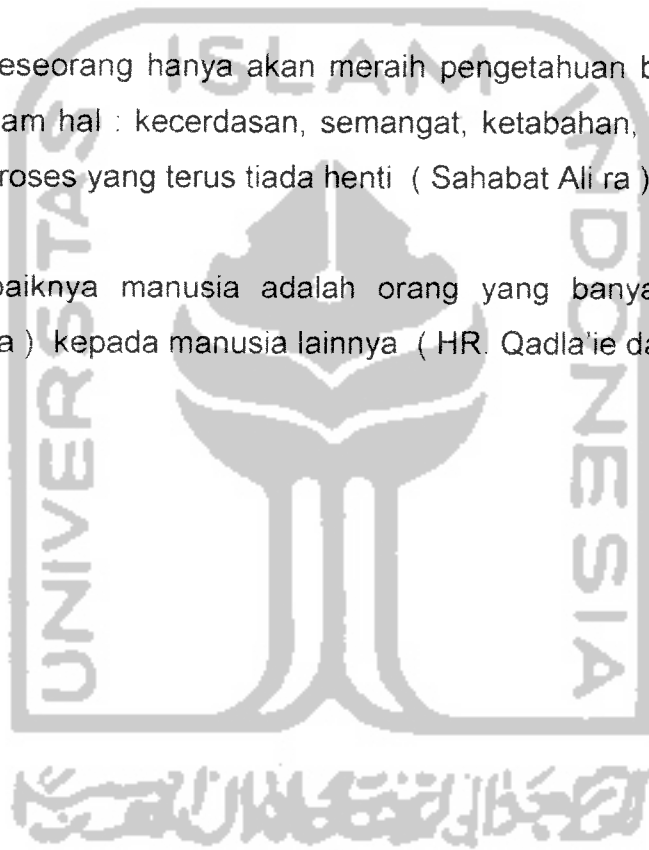 ISLAM
UNIVERSITAS
INDONESIA
eseorang hanya akan meraih pengetahuan b
am hal : kecerdasan, semangat, ketabahan,
roses yang terus tiada henti ( Sahabat Ali ra )
baiknya manusia adalah orang yang banya
a ) kepada manusia lainnya ( HR. Qadla'ie da